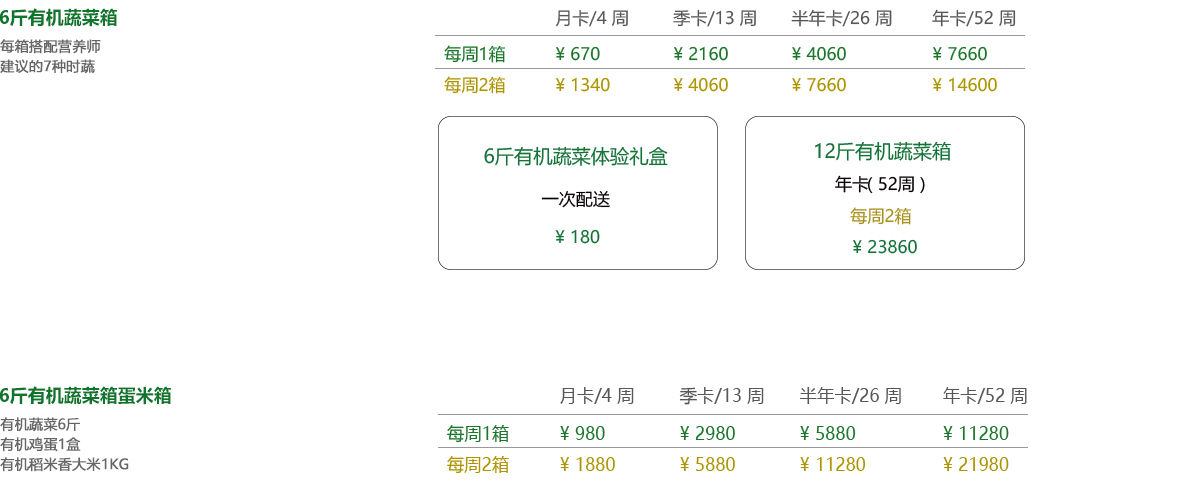 6斤有机蔬菜箱
每箱搭配营养师
建议的7种时蔬
月卡/4 周 季卡/13 周 半年卡/26 周 年卡/52 周
每周1箱 ¥ 670 ¥ 2160 ¥ 4060 ¥ 7660
每周2箱 ¥ 1340 ¥ 4060 ¥ 7660 ¥ 14600
6斤有机蔬菜体验礼盒
一次配送
¥ 180
12斤有机蔬菜箱
年卡( 52周 )
每周2箱
¥ 23860
6斤有机蔬菜箱蛋米箱
有机蔬菜6斤
有机鸡蛋1盒
有机稻米香大米1KG
月卡/4 周 季卡/13 周 半年卡/26 周 年卡/52 周
每周1箱 ¥ 980 ¥ 2980 ¥ 5880 ¥ 11280
每周2箱 ¥ 1880 ¥ 5880 ¥ 11280 ¥ 21980